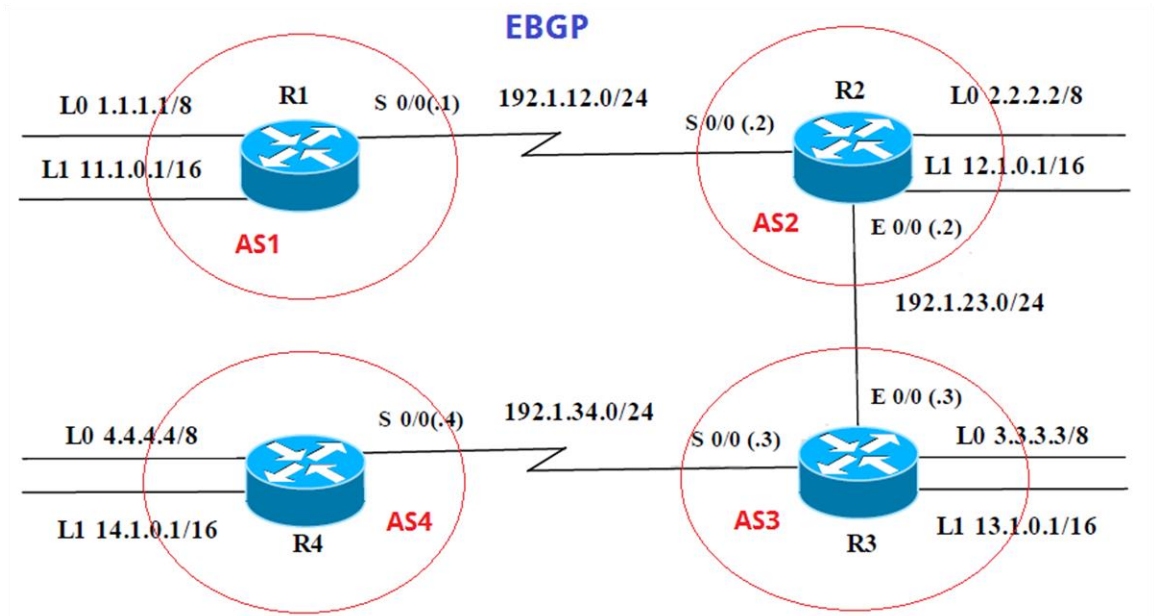 EBGP
L0 1.1.1.1/8
R1
S 0/0(.1)
192.1.12.0/24
S 0/0 (.2)
R2
L0 2.2.2.2/8
L1 11.1.0.1/16
L1 12.1.0.1/16
AS1
AS2
E 0/0 (.2)
192.1.23.0/24
E 0/0 (.3)
L0 4.4.4.4/8
S 0/0(.4)
192.1.34.0/24
S 0/0 (.3)
L0 3.3.3.3/8
L1 14.1.0.1/16
R4
AS4
AS3
R3
L1 13.1.0.1/16